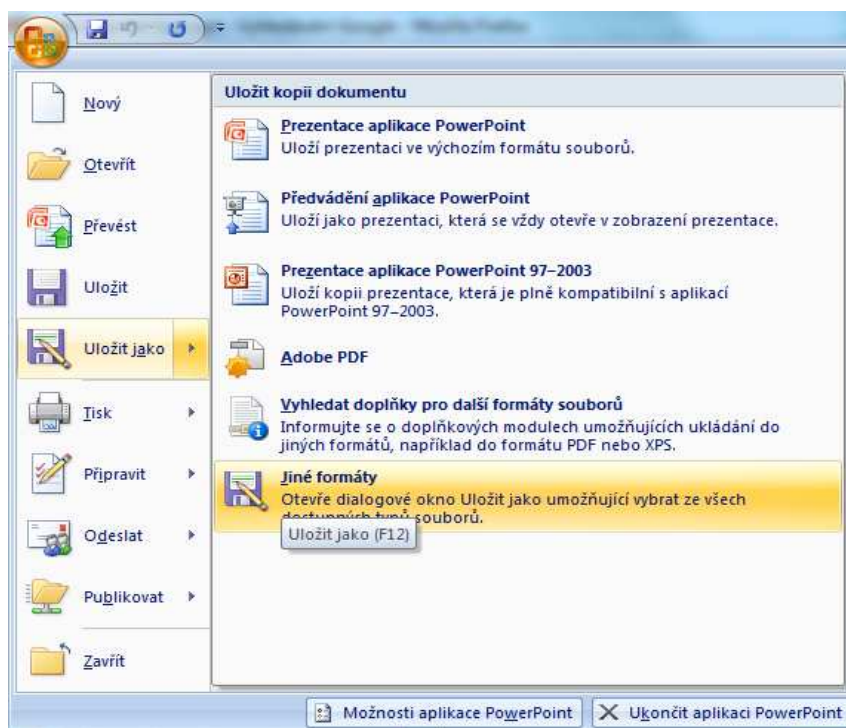 Nový
Otevřít
Převést
Uložit
Uložit jako
Tisk
Připravit
Odeslat
Publikovat
Zavřít
Uložit kopii dokumentu
Prezentace aplikace PowerPoint
Uloží prezentaci ve výchozím formátu souborů.
Předvádění aplikace PowerPoint
Uloží jako prezentaci, která se vždy otevře v zobrazení prezentace.
Prezentace aplikace PowerPoint 97–2003
Uloží kopii prezentace, která je plně kompatibilní s aplikací
PowerPoint 97–2003.
Adobe PDF
Vyhledat doplňky pro další formáty souborů
Informujte se o doplňkových modulech umožňujících ukládání do
jiných formátů, například do formátu PDF nebo XPS.
Jiné formáty
Otevře dialogové okno Uložit jako umožňující vybrat ze všech
souborů.
Uložit jako (F12)
Možnosti aplikace PowerPoint
Ukončit aplikaci PowerPoint